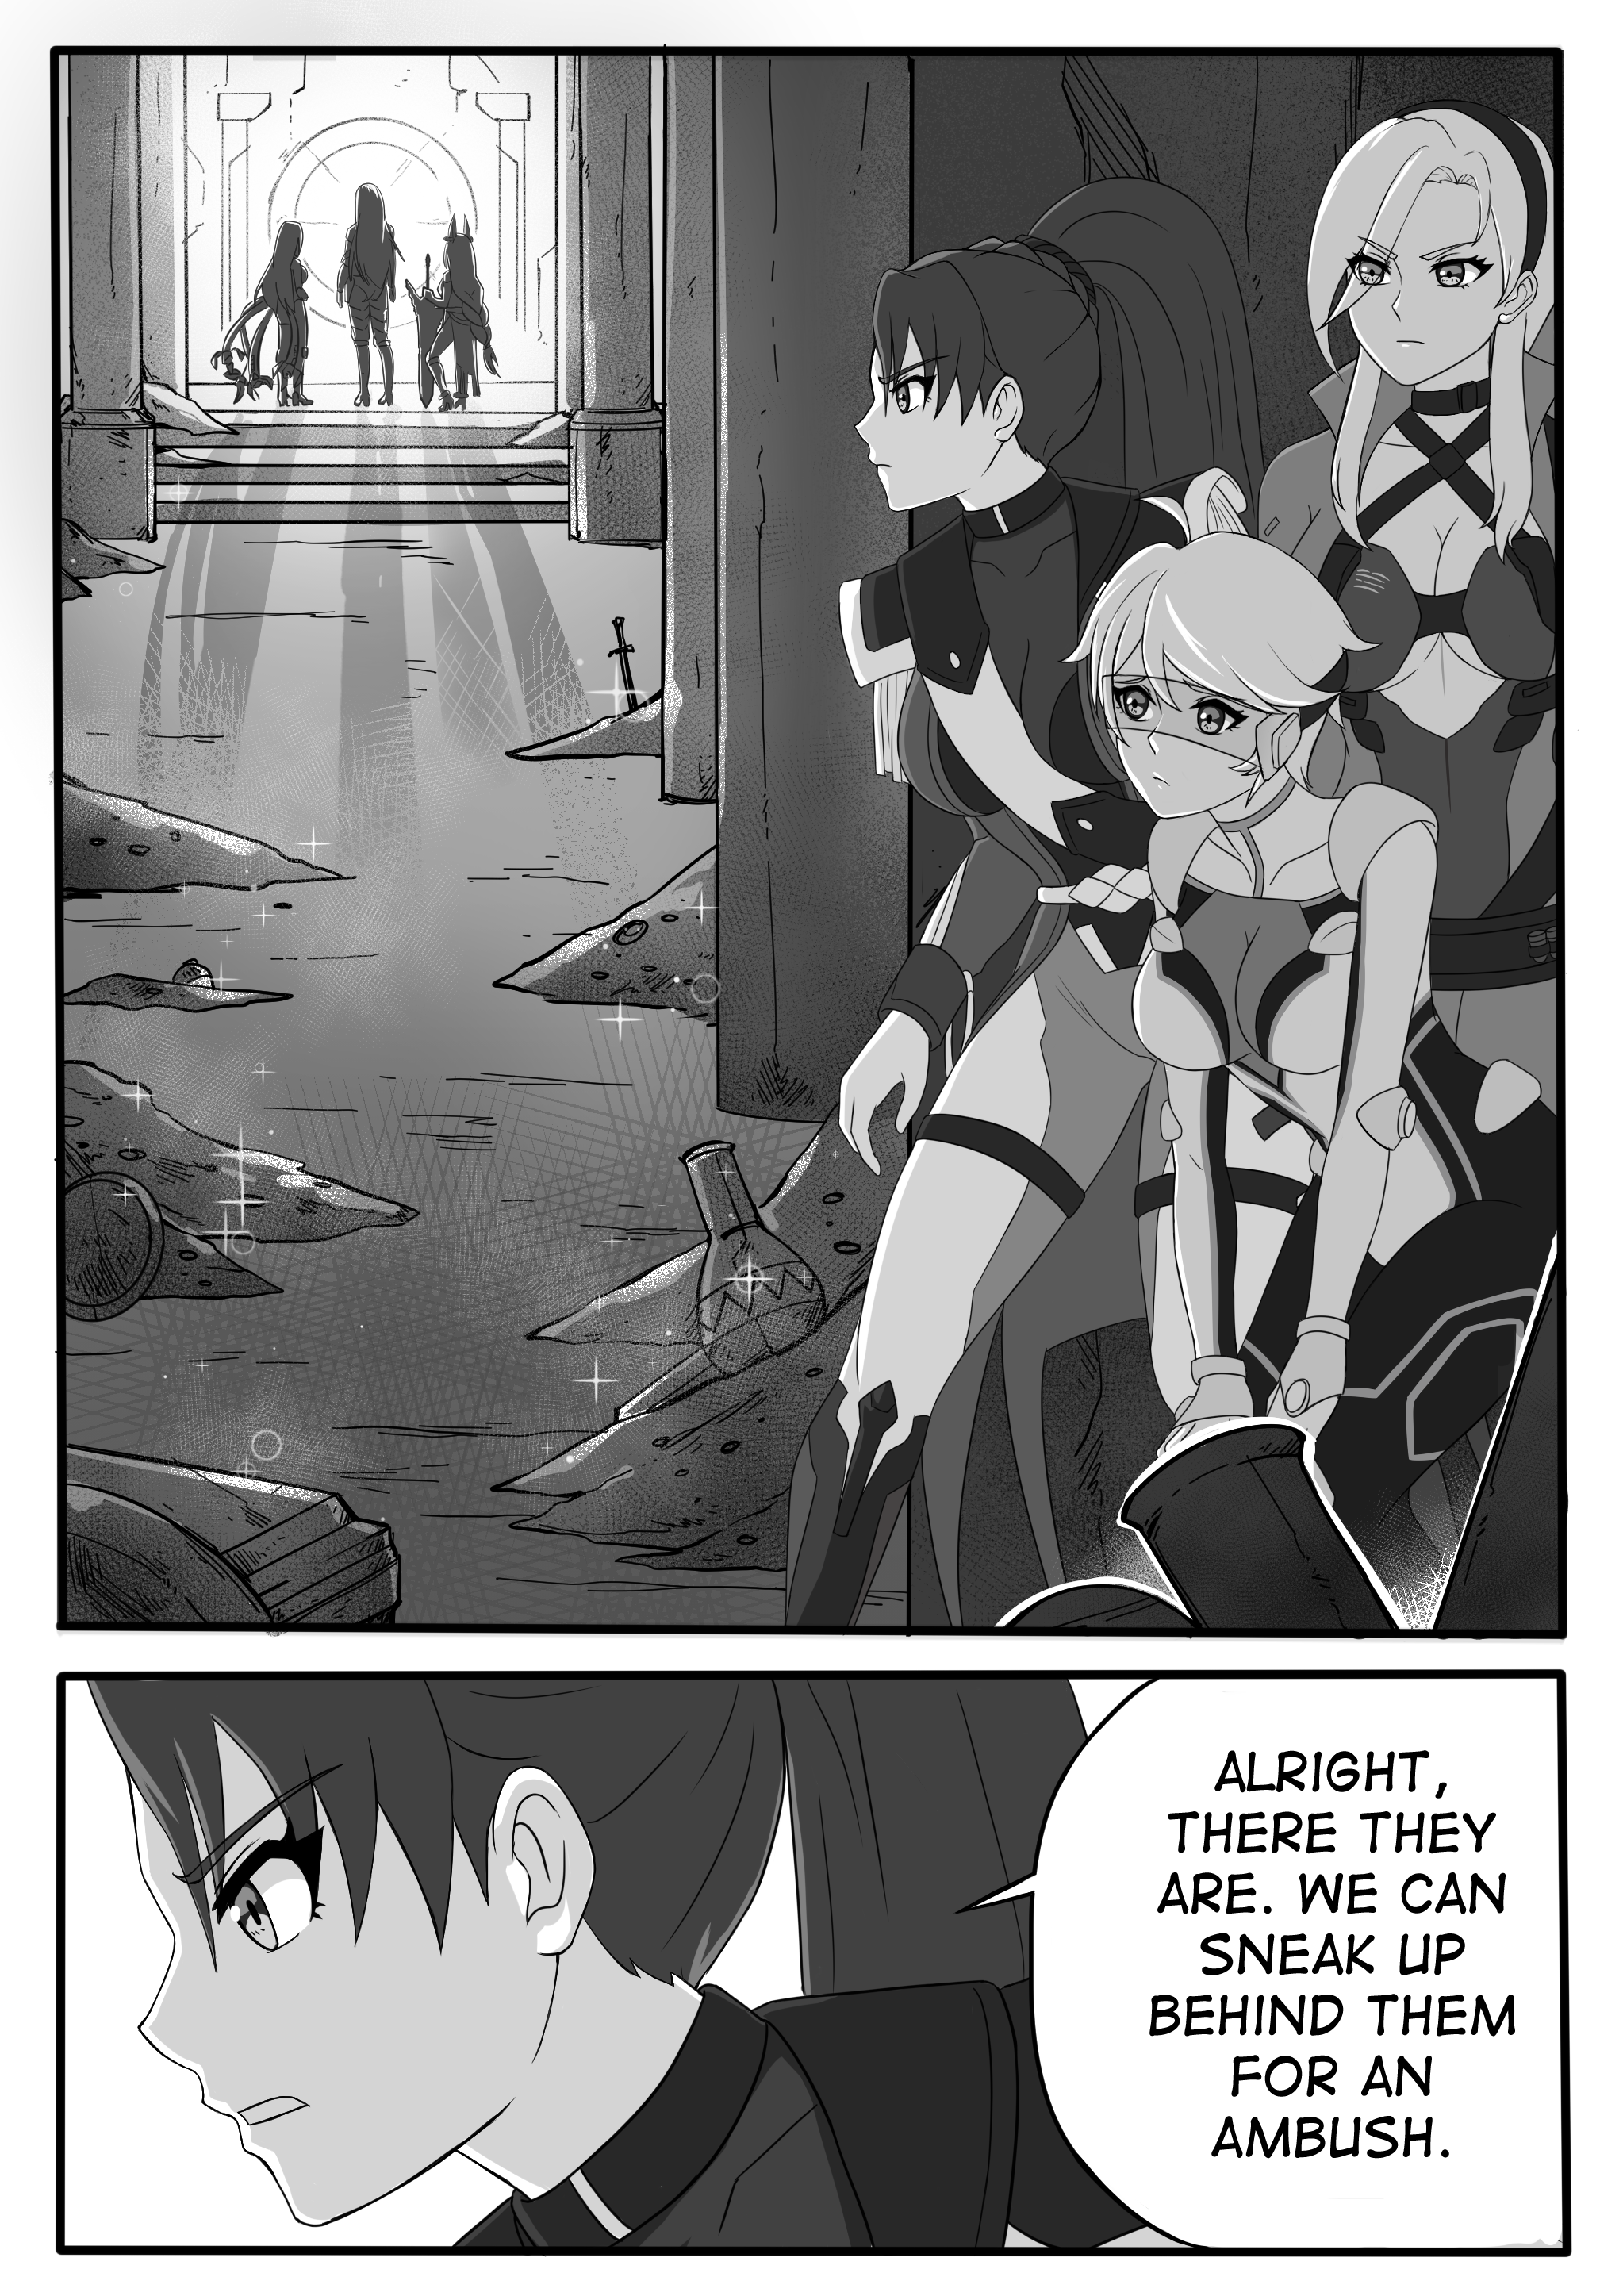 ALRIGHT,
THERE THEY
ARE. WE CAN
SNEAK UP
BEHIND THEM
FOR AN
AMBUSH.